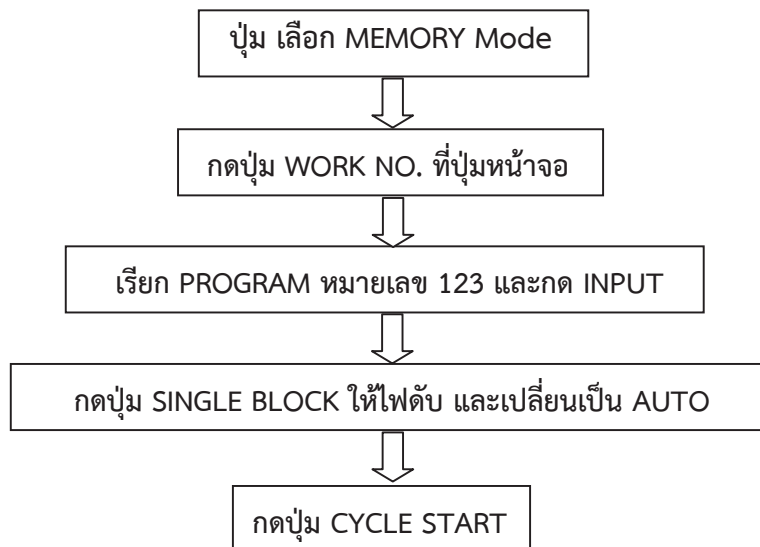 ปุ่ม เลือก MEMORY Mode
กดปุ่ม WORK NO. ที่ปุ่มหน้าจอ
เรียก PROGRAM หมายเลข 123 และกด INPUT
กดปุ่ม SINGLE BLOCK ให้ไฟดับ และเปลี่ยนเป็น AUTO
กดปุ่ม CYCLE START